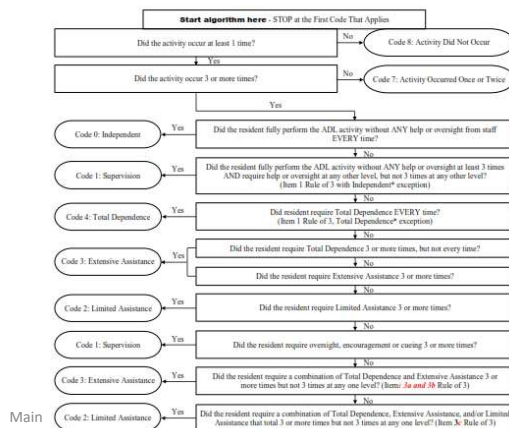 Start algorithm here - STOP at the First Code That Applies
Did the activity occur at least 1 time?
No
Code 8: Activity Did Not Occur
Yes
Did the activity occur 3 or more times?
No
Code 7: Activity Occurred Once or Twice
Yes
Code 0: Independent
Yes
Did the resident fully perform the ADL activity without ANY help or oversight from staff
EVERY time?
No
Code 1: Supervision
Yes
Did the resident fully perform the ADL activity without ANY help or oversight at least 3 times
AND require help or oversight at any other level, but not 3 times at any other level?
(Item 1 Rule of 3 with Independent* exception)
No
Code 4: Total Dependence
Yes
Did resident require Total Dependence EVERY time?
(Item 1 Rule of 3, Total Dependence* exception)
No
Did the resident require Total Dependence 3 or more times, but not every time?
Code 3: Extensive Assistance
Yes
Did the resident require Extensive Assistance 3 or more times?
No
Code 2: Limited Assistance
Yes
Did the resident require Limited Assistance 3 or more times?
No
Code 1: Supervision
Yes
Did the resident require oversight, encouragement or cueing 3 or more times?
No
Code 3: Extensive Assistance
Yes
Did the resident require a combination of Total Dependence and Extensive Assistance 3 or
more times but not 3 times at any one level? (Items 3a and 3b Rule of 3)
No
Main
Code 2: Limited Assistance
Yes
Did the resident require a combination of Total Dependence, Extensive Assistance, and/or Limited
Assistance that total 3 or more times but not 3 times at any one level? (Item 3c Rule of 3)